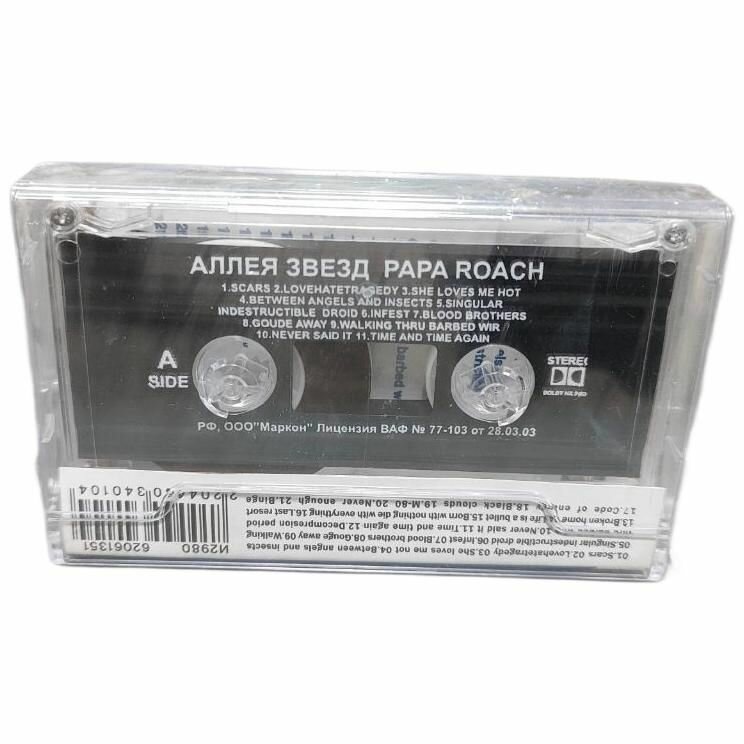 АЛЛЕЯ ЗВЕЗД PAPA ROACH
1.SCARS 2.LOVEHATETRAGEDY 3.SHE LOVES ME HOT
4.BETWEEN ANGELS AND INSECTS 5.SINGULAR
INDESTRUCTIBLE DROID 6.INFEST 7.BLOOD BROTHERS
8.GOUDE AWAY 9.WALKING THRU BARBED WIR
10.NEVER SAID IT 11.TIME AND TIME AGAIN
A
SIDE
barbed w
STEREO
DOLBY NR
РФ, ООО"Маркон" Лицензия ВАФ № 77-103 от 28.03.03
01.Scars 02.Lovehatetragedy 03.She loves me not 04.Between and angels and insects
05.Singular indestructible droid 06.Infest 07.Blood brothers 08.Gouge away 09.Walking
10.Never said it 11.Time and time again 12.Decompression period
13.Broken home 14.Life is a bullet 15.Born with nothing die with everything 16.Last resort
17.Code of energy 18.Black clouds 19.M-80 20.Never enough 21.Binge
И2980
62061351
340104